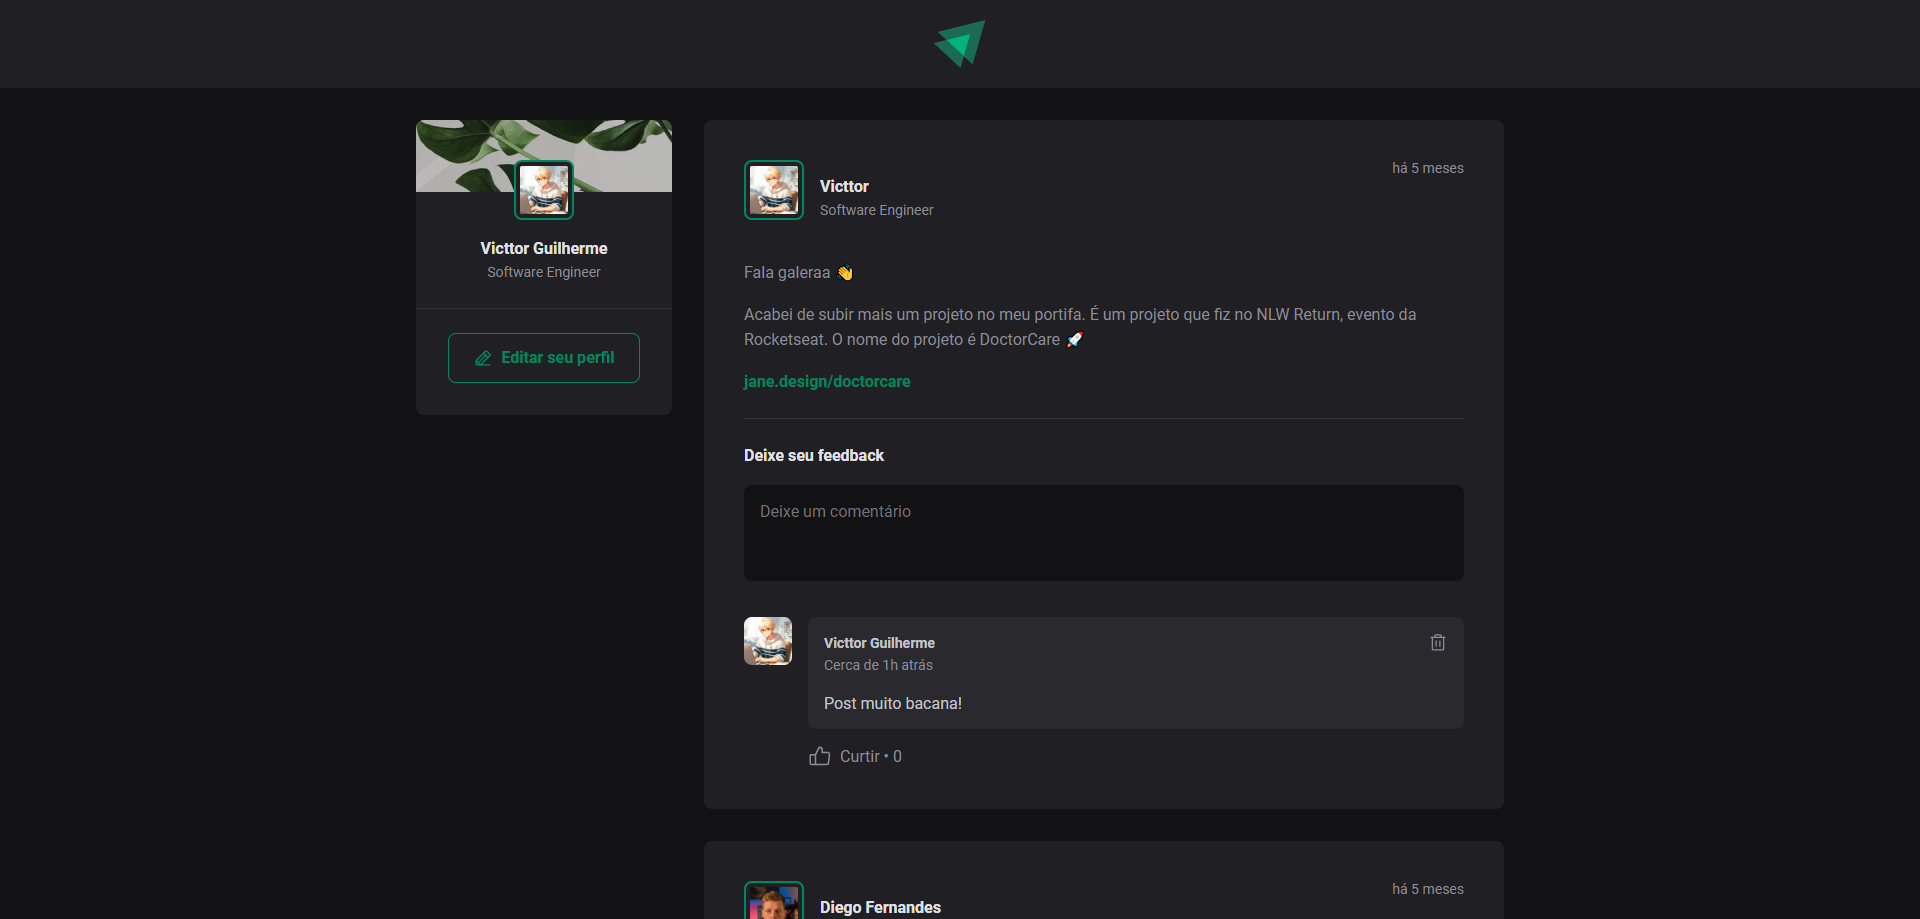 Victtor Guilherme
Software Engineer
Editar seu perfil
Victtor
Software Engineer
há 5 meses
Fala galeraa 👋
Acabei de subir mais um projeto no meu portifa. É um projeto que fiz no NLW Return, evento da
Rocketseat. O nome do projeto é DoctorCare 🚀
jane.design/doctorcare
Deixe seu feedback
Deixe um comentário
Victtor Guilherme
Cerca de 1h atrás
Post muito bacana!
Curtir • 0
Diego Fernandes
há 5 meses